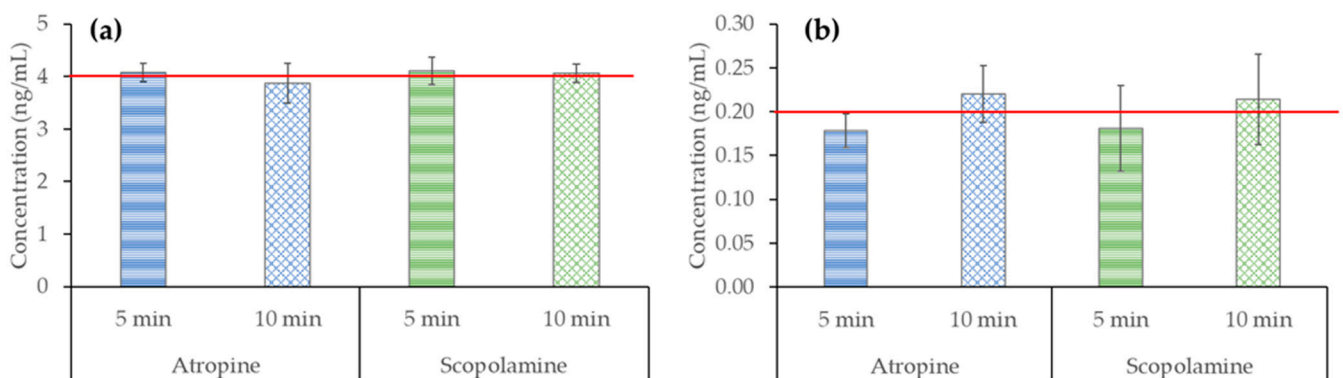 (a)
Concentration (ng/mL)
5
4
3
2
1
0
5 min
10 min
5 min
10 min
Atropine
Scopolamine
(b)
Concentration (ng/mL)
0.30
0.25
0.20
0.15
0.10
0.05
0.00
5 min
10 min
5 min
10 min
Atropine
Scopolamine